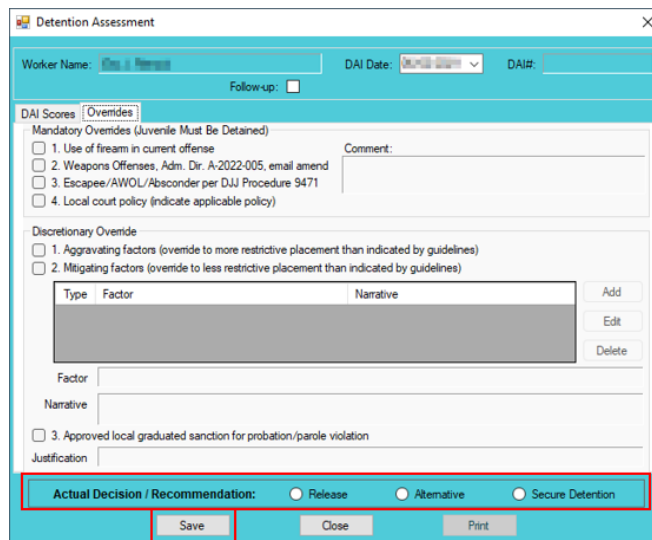 Detention Assessment
Worker Name: DAI Date: DAI#:
Follow-up:
DAI Scores Overrides
Mandatory Overrides (Juvenile Must Be Detained)
1. Use of firearm in current offense Comment:
2. Weapons Offenses, Adm. Dir. A-2022-005, email amend
3. Escapee/AWOL/Absconder per DJJ Procedure 9471
4. Local court policy (indicate applicable policy)
Discretionary Override
1. Aggravating factors (override to more restrictive placement than indicated by guidelines)
2. Mitigating factors (override to less restrictive placement than indicated by guidelines)
Type Factor Narrative Add
Edit
Delete
Factor
Narrative
3. Approved local graduated sanction for probation/parole violation
Justification
Actual Decision / Recommendation: Release Alternative Secure Detention
Save Close Print